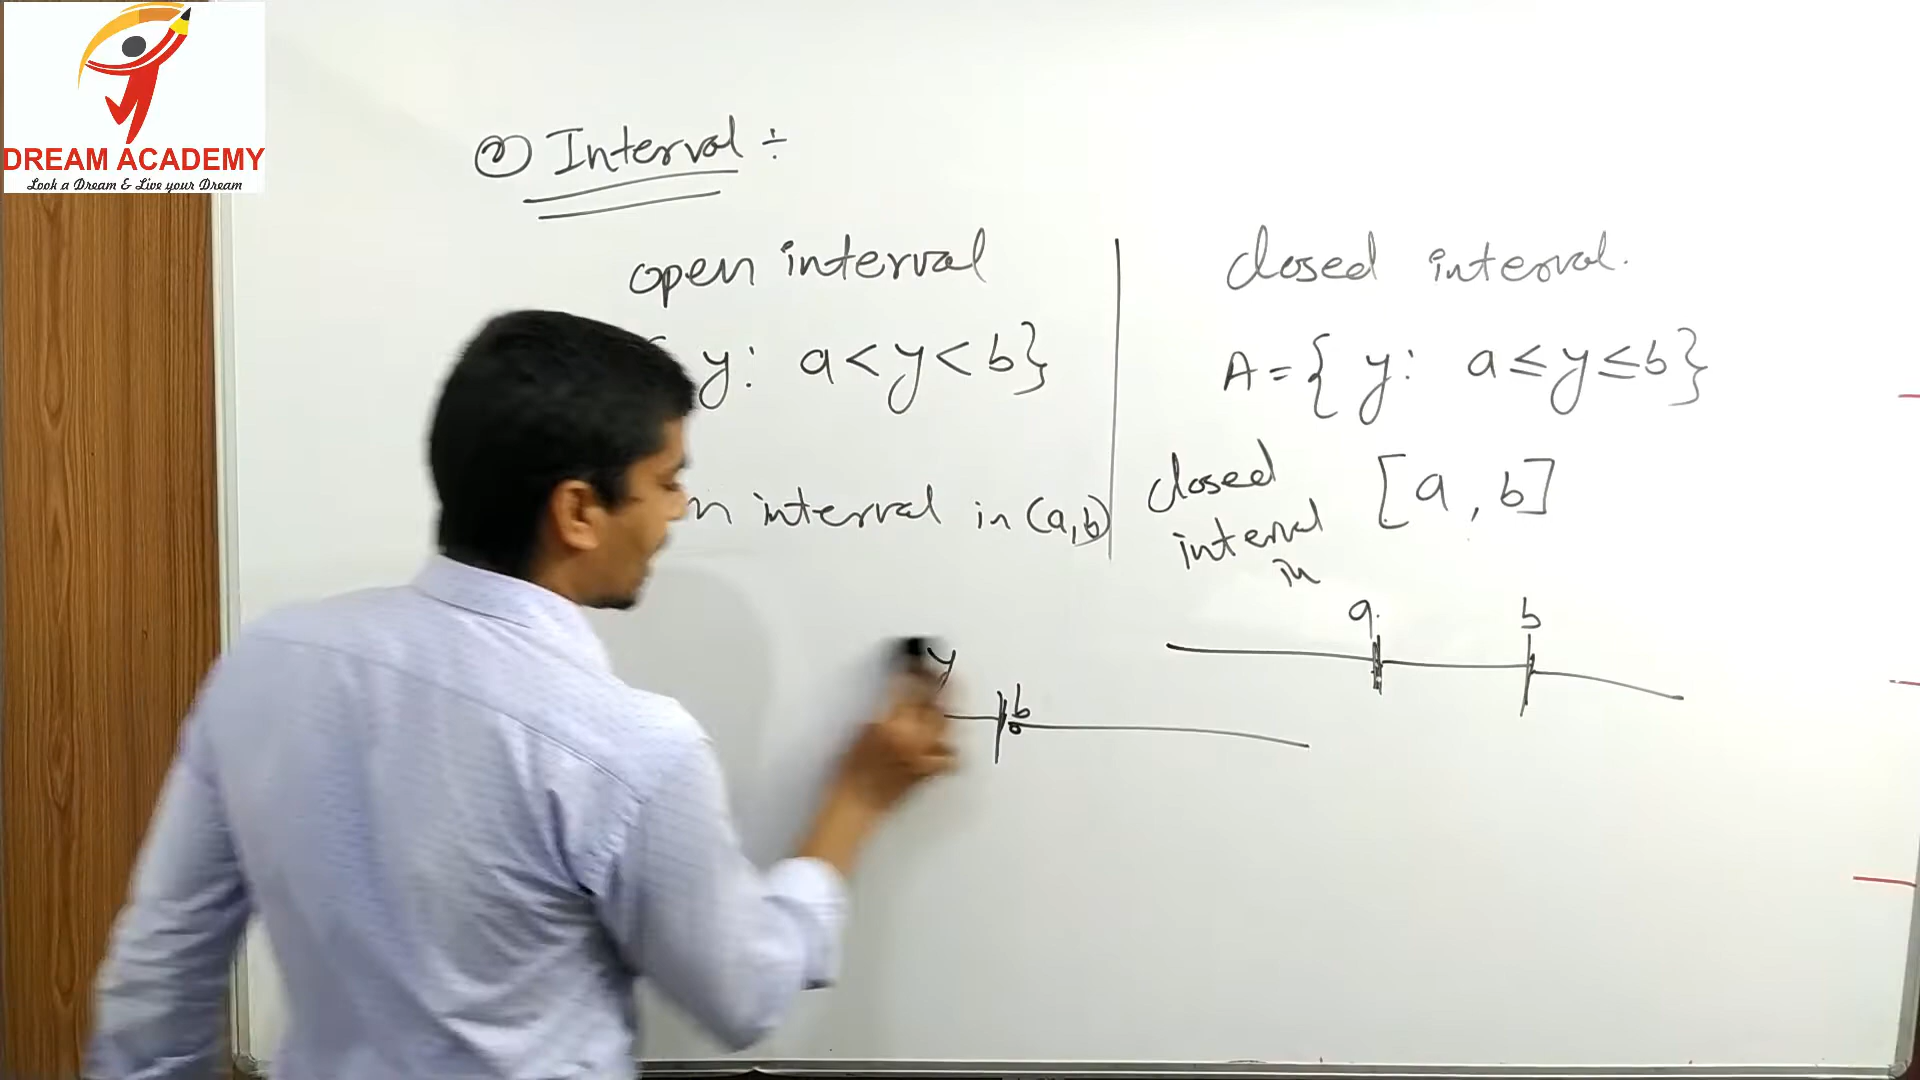 DREAM ACADEMY
Look a Dream & Live your Dream
② Interval ÷
open interval
y: a < y < b}
n interval in (a,b)
y
b
closed interval.
A = { y: a ≤ y ≤ b}
closed interval in [a, b]
a b